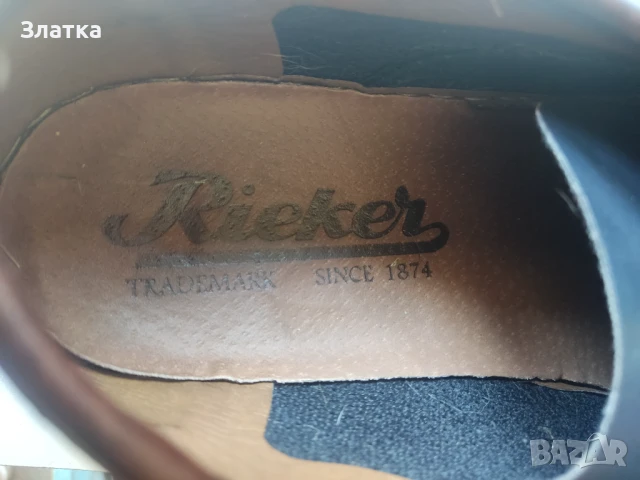 Златка
Rieker
TRADEMARK SINCE 1874
BAZAR